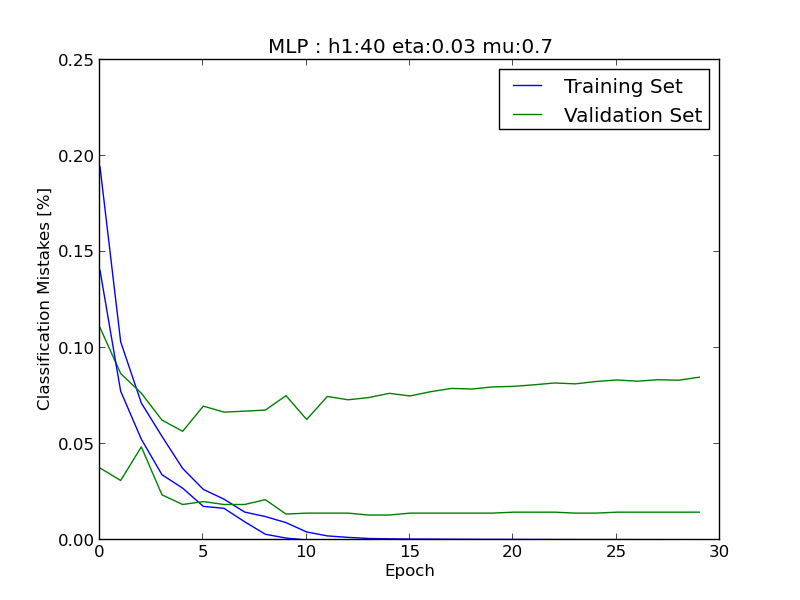 MLP : h1:40 eta:0.03 mu:0.7
Training Set
Validation Set
0.25
0.20
0.15
0.10
0.05
0.00
Classification Mistakes [%]
0 5 10 15 20 25 30
Epoch